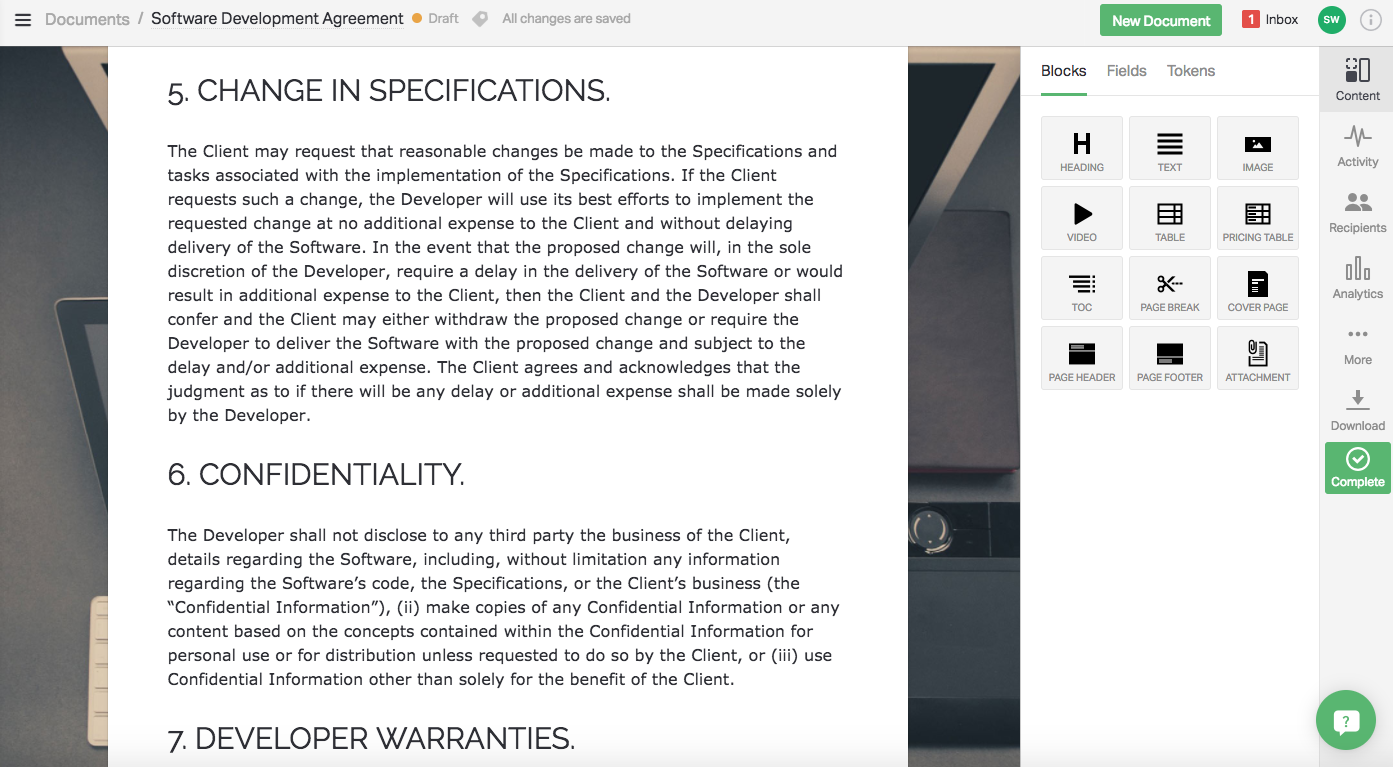 Documents / Software Development Agreement Draft All changes are saved
New Document
1 Inbox
SW
i
5. CHANGE IN SPECIFICATIONS.
The Client may request that reasonable changes be made to the Specifications and
tasks associated with the implementation of the Specifications. If the Client
requests such a change, the Developer will use its best efforts to implement the
requested change at no additional expense to the Client and without delaying
delivery of the Software. In the event that the proposed change will, in the sole
discretion of the Developer, require a delay in the delivery of the Software or would
result in additional expense to the Client, then the Client and the Developer shall
confer and the Client may either withdraw the proposed change or require the
Developer to deliver the Software with the proposed change and subject to the
delay and/or additional expense. The Client agrees and acknowledges that the
judgment as to if there will be any delay or additional expense shall be made solely
by the Developer.
6. CONFIDENTIALITY.
The Developer shall not disclose to any third party the business of the Client,
details regarding the Software, including, without limitation any information
regarding the Software’s code, the Specifications, or the Client’s business (the
“Confidential Information”), (ii) make copies of any Confidential Information or any
content based on the concepts contained within the Confidential Information for
personal use or for distribution unless requested to do so by the Client, or (iii) use
Confidential Information other than solely for the benefit of the Client.
7. DEVELOPER WARRANTIES.
Blocks Fields Tokens
H
HEADING TEXT IMAGE
VIDEO TABLE PRICING TABLE
TOC PAGE BREAK COVER PAGE
PAGE HEADER PAGE FOOTER ATTACHMENT
Content
Activity
Recipients
Analytics
More
Download
Complete
?